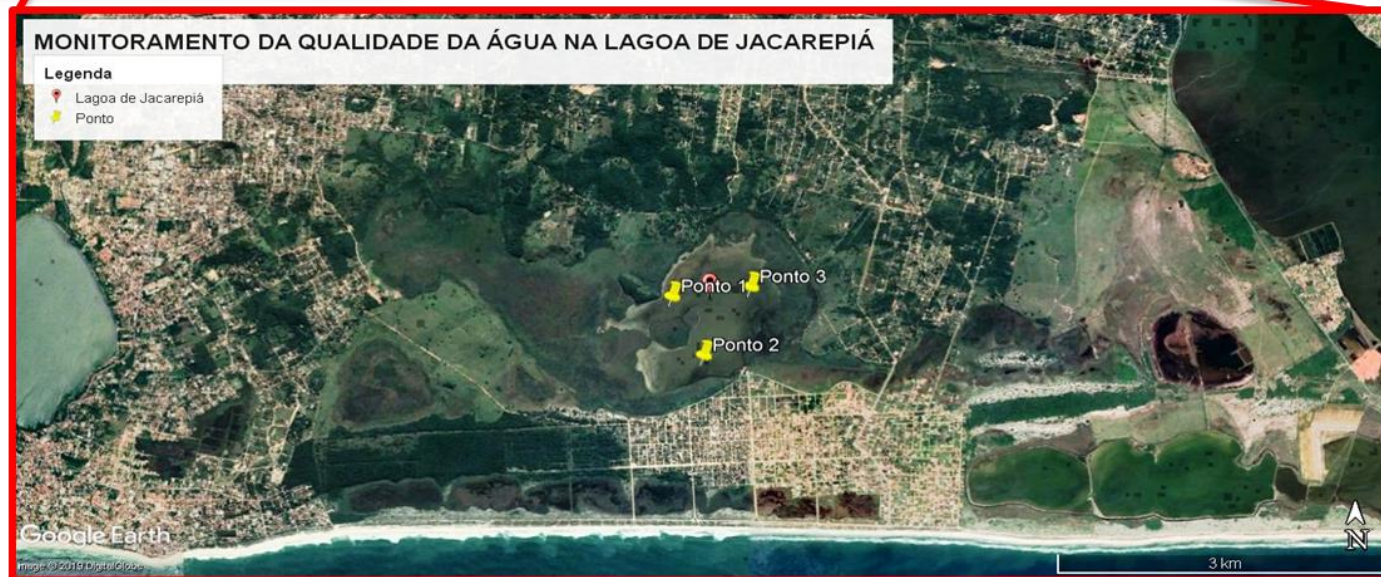 MONITORAMENTO DA QUALIDADE DA ÁGUA NA LAGOA DE JACAREPIÁ
Legenda
Lagoa de Jacarepiá
Ponto
Ponto 1
Ponto 3
Ponto 2
Google Earth
Image © 2019 DigitalGlobe
N
3 km